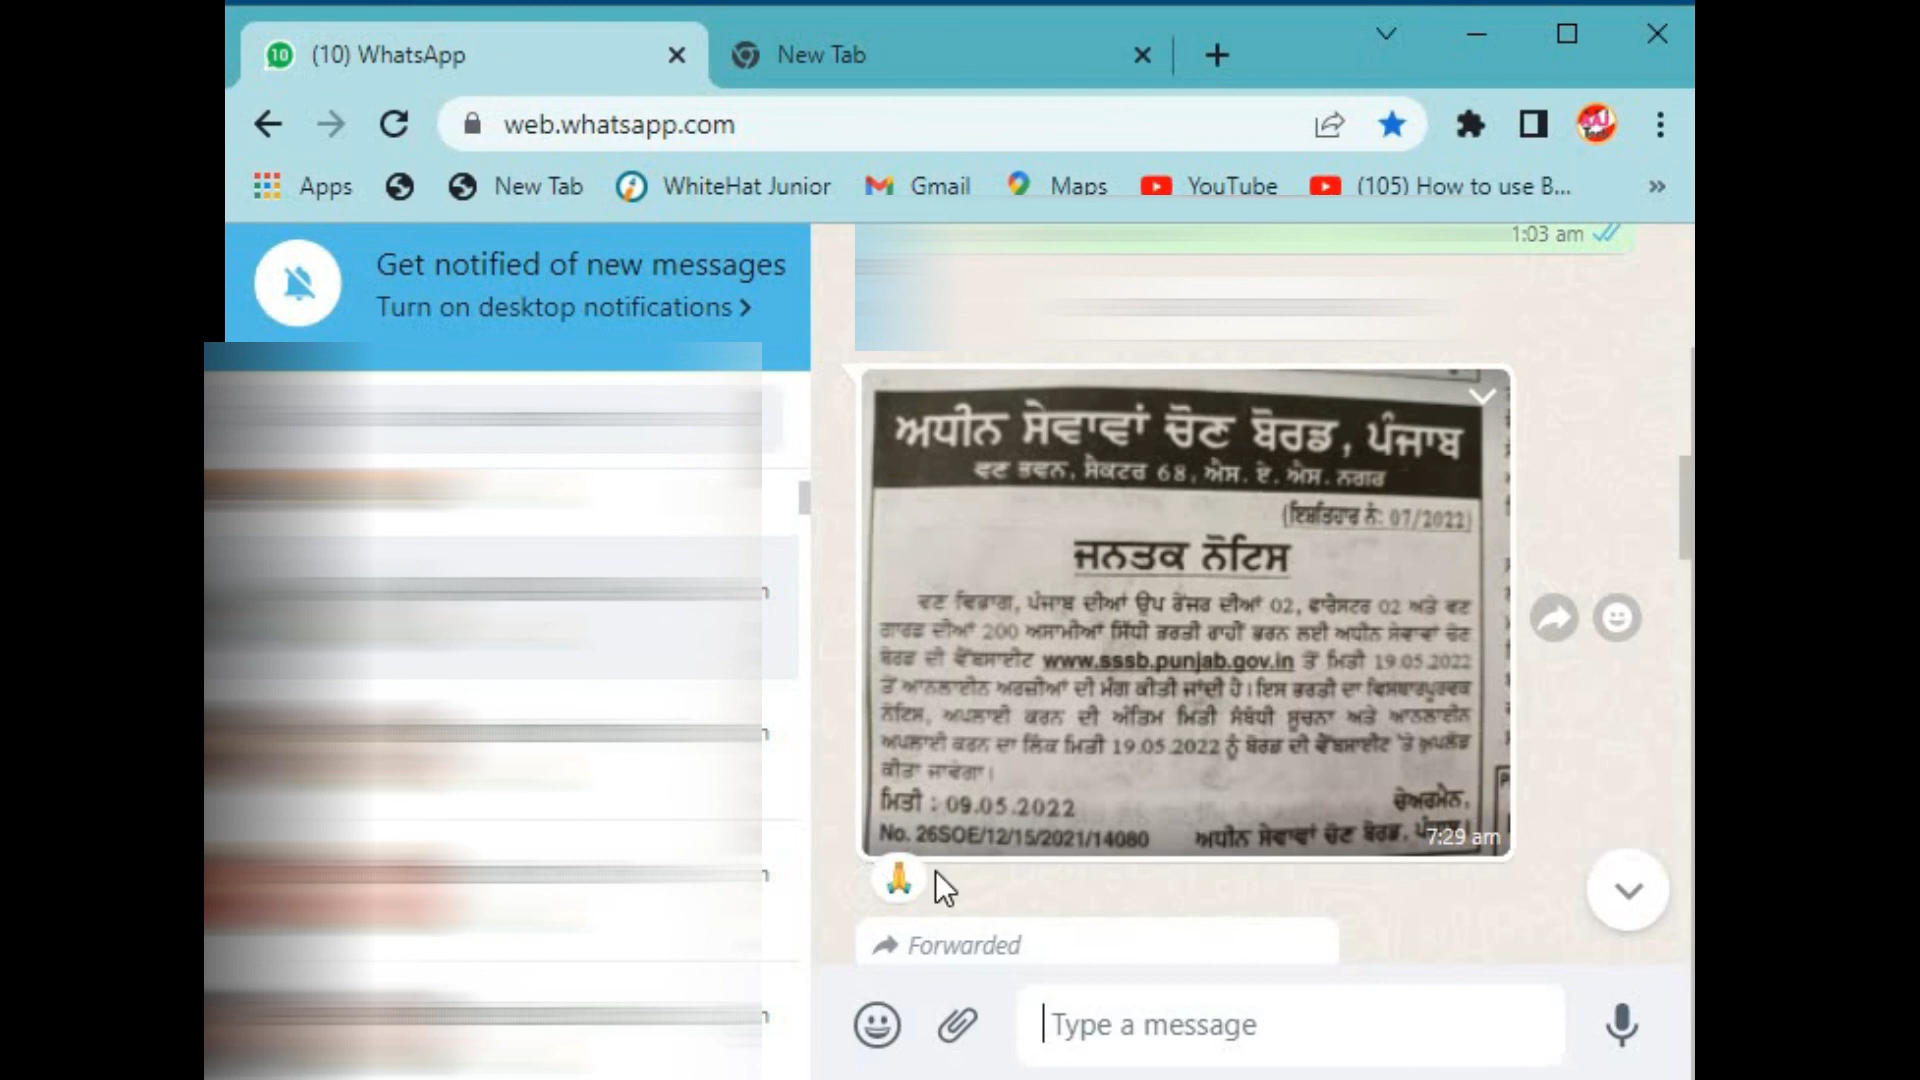 (10) WhatsApp
New Tab
web.whatsapp.com
Apps
New Tab
WhiteHat Junior
Gmail
Maps
YouTube
(105) How to use B...
Get notified of new messages
Turn on desktop notifications
1:03 am
ਅਧੀਨ ਸੇਵਾਵਾਂ ਚੋਣ ਬੋਰਡ, ਪੰਜਾਬ
ਵਣ ਭਵਨ, ਸੈਕਟਰ 68, ਐਸ. ਏ. ਐਸ. ਨਗਰ
(ਇਸ਼ਤਿਹਾਰ ਨੰ: 07/2022)
ਜਨਤਕ ਨੋਟਿਸ
ਵਣ ਵਿਭਾਗ, ਪੰਜਾਬ ਦੀਆਂ ਉਪ ਰੇਂਜਰ ਦੀਆਂ 02, ਫਾਰੈਸਟਰ 02 ਅਤੇ ਵਣ
ਗਾਰਡ ਦੀਆਂ 200 ਅਸਾਮੀਆਂ ਸਿੱਧੀ ਭਰਤੀ ਰਾਹੀਂ ਭਰਨ ਲਈ ਅਧੀਨ ਸੇਵਾਵਾਂ ਚੋਣ
ਬੋਰਡ ਦੀ ਵੈੱਬਸਾਈਟ www.sssb.punjab.gov.in ਤੇ ਮਿਤੀ 19.05.2022
ਤੋਂ ਆਨਲਾਈਨ ਅਰਜ਼ੀਆਂ ਦੀ ਮੰਗ ਕੀਤੀ ਜਾਂਦੀ ਹੈ। ਇਸ ਭਰਤੀ ਦਾ ਵਿਸਥਾਰਪੂਰਵਕ
ਨੋਟਿਸ, ਅਪਲਾਈ ਕਰਨ ਦੀ ਅੰਤਿਮ ਮਿਤੀ ਸੰਬੰਧੀ ਸੂਚਨਾ ਅਤੇ ਆਨਲਾਈਨ
ਅਪਲਾਈ ਕਰਨ ਦਾ ਲਿੰਕ ਮਿਤੀ 19.05.2022 ਨੂੰ ਬੋਰਡ ਦੀ ਵੈੱਬਸਾਈਟ 'ਤੇ ਅਪਲੋਡ
ਕੀਤਾ ਜਾਵੇਗਾ।
ਮਿਤੀ : 09.05.2022
ਚੇਅਰਮੈਨ,
No. 26SOE/12/15/2021/14080
ਅਧੀਨ ਸੇਵਾਵਾਂ ਚੋਣ ਬੋਰਡ, ਪੰਜਾਬ।
7:29 am
Forwarded
Type a message